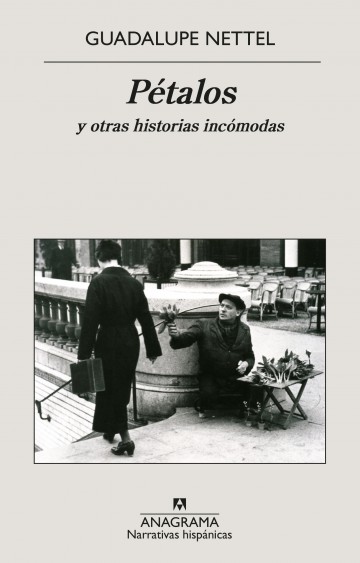 GUADALUPE NETTEL
Pétalos
y otras historias incómodas
ANAGRAMA
Narrativas hispánicas